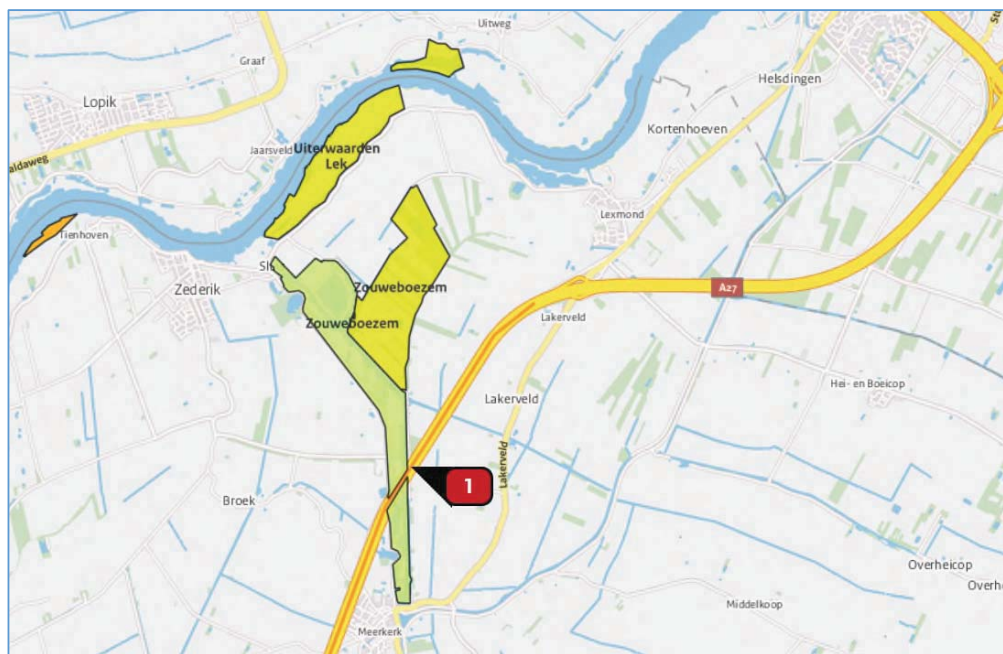 Uitweg
Graaf
Helsdingen
Lopik
Kortenhoeven
Jaarsveld
Uiterwaarden
Lek
aldaweg
Lexmond
Tienhoven
Sl
Zederik
Zouweboezem
A27
Zouweboezem
Lakerveld
Hei- en Boeicop
Lakerveld
Lakerveld
1
Broek
Overheicop
Overh
Middelkoop
Meerkerk